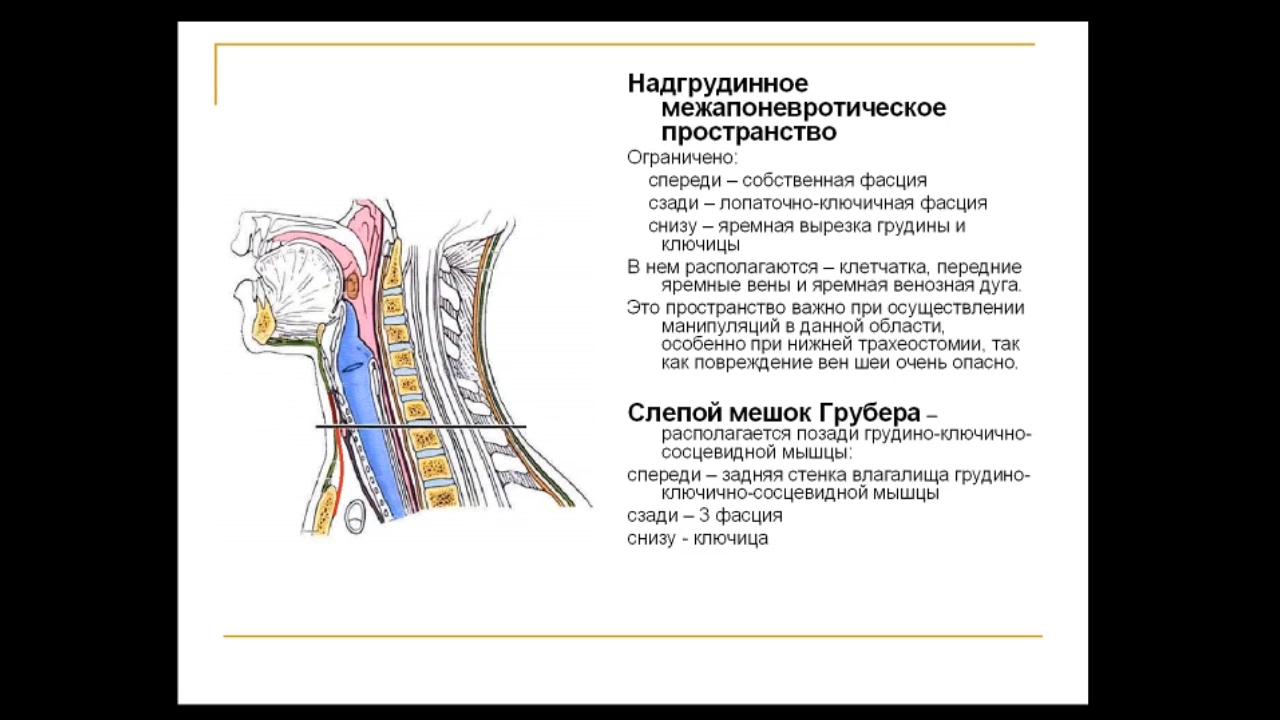 Надгрудинное
межапоневротическое
пространство
Ограничено:
спереди – собственная фасция
сзади – лопаточно-ключичная фасция
снизу – яремная вырезка грудины и
ключицы
В нем располагаются – клетчатка, передние
яремные вены и яремная венозная дуга.
Это пространство важно при осуществлении
манипуляций в данной области,
особенно при нижней трахеостомии, так
как повреждение вен шеи очень опасно.
Слепой мешок Грубера –
располагается позади грудино-ключично-
сосцевидной мышцы:
спереди – задняя стенка влагалища грудино-
ключично-сосцевидной мышцы
сзади – 3 фасция
снизу - ключица